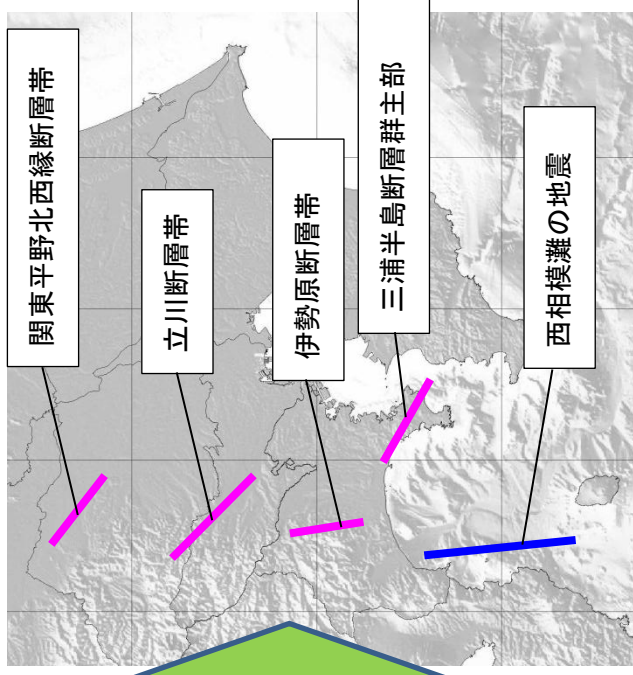 関東平野北西縁断層帯
立川断層帯
伊勢原断層帯
三浦半島断層群主部
西相模灘の地震